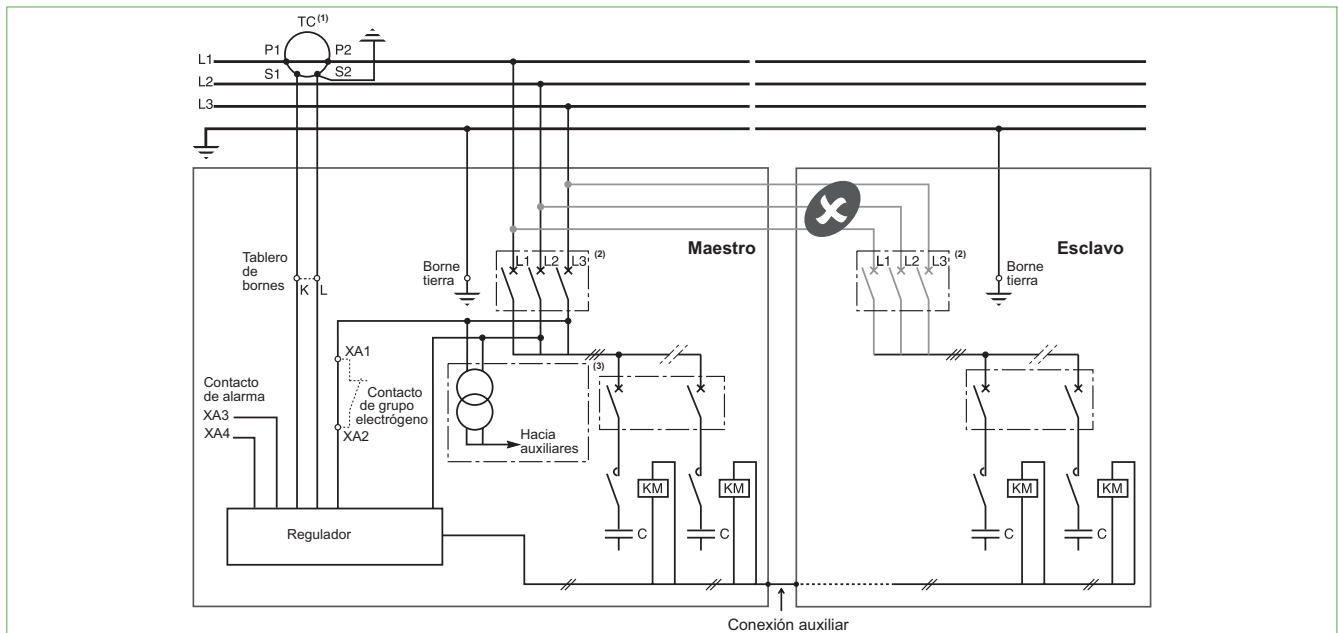 TC(1)
P1 P2
L1
S1 S2
L2
L3
Maestro
Esclavo
L1 L2 L3 (2)
L1 L2 L3 (2)
Tablero
de
bornes
K L
Borne
tierra
Borne
tierra
XA1
(3)
Contacto
de alarma
XA3
XA4
Contacto
de grupo
electrógeno
XA2
Hacia
auxiliares
KM KM
KM KM
C C
C C
Regulador
Conexión auxiliar